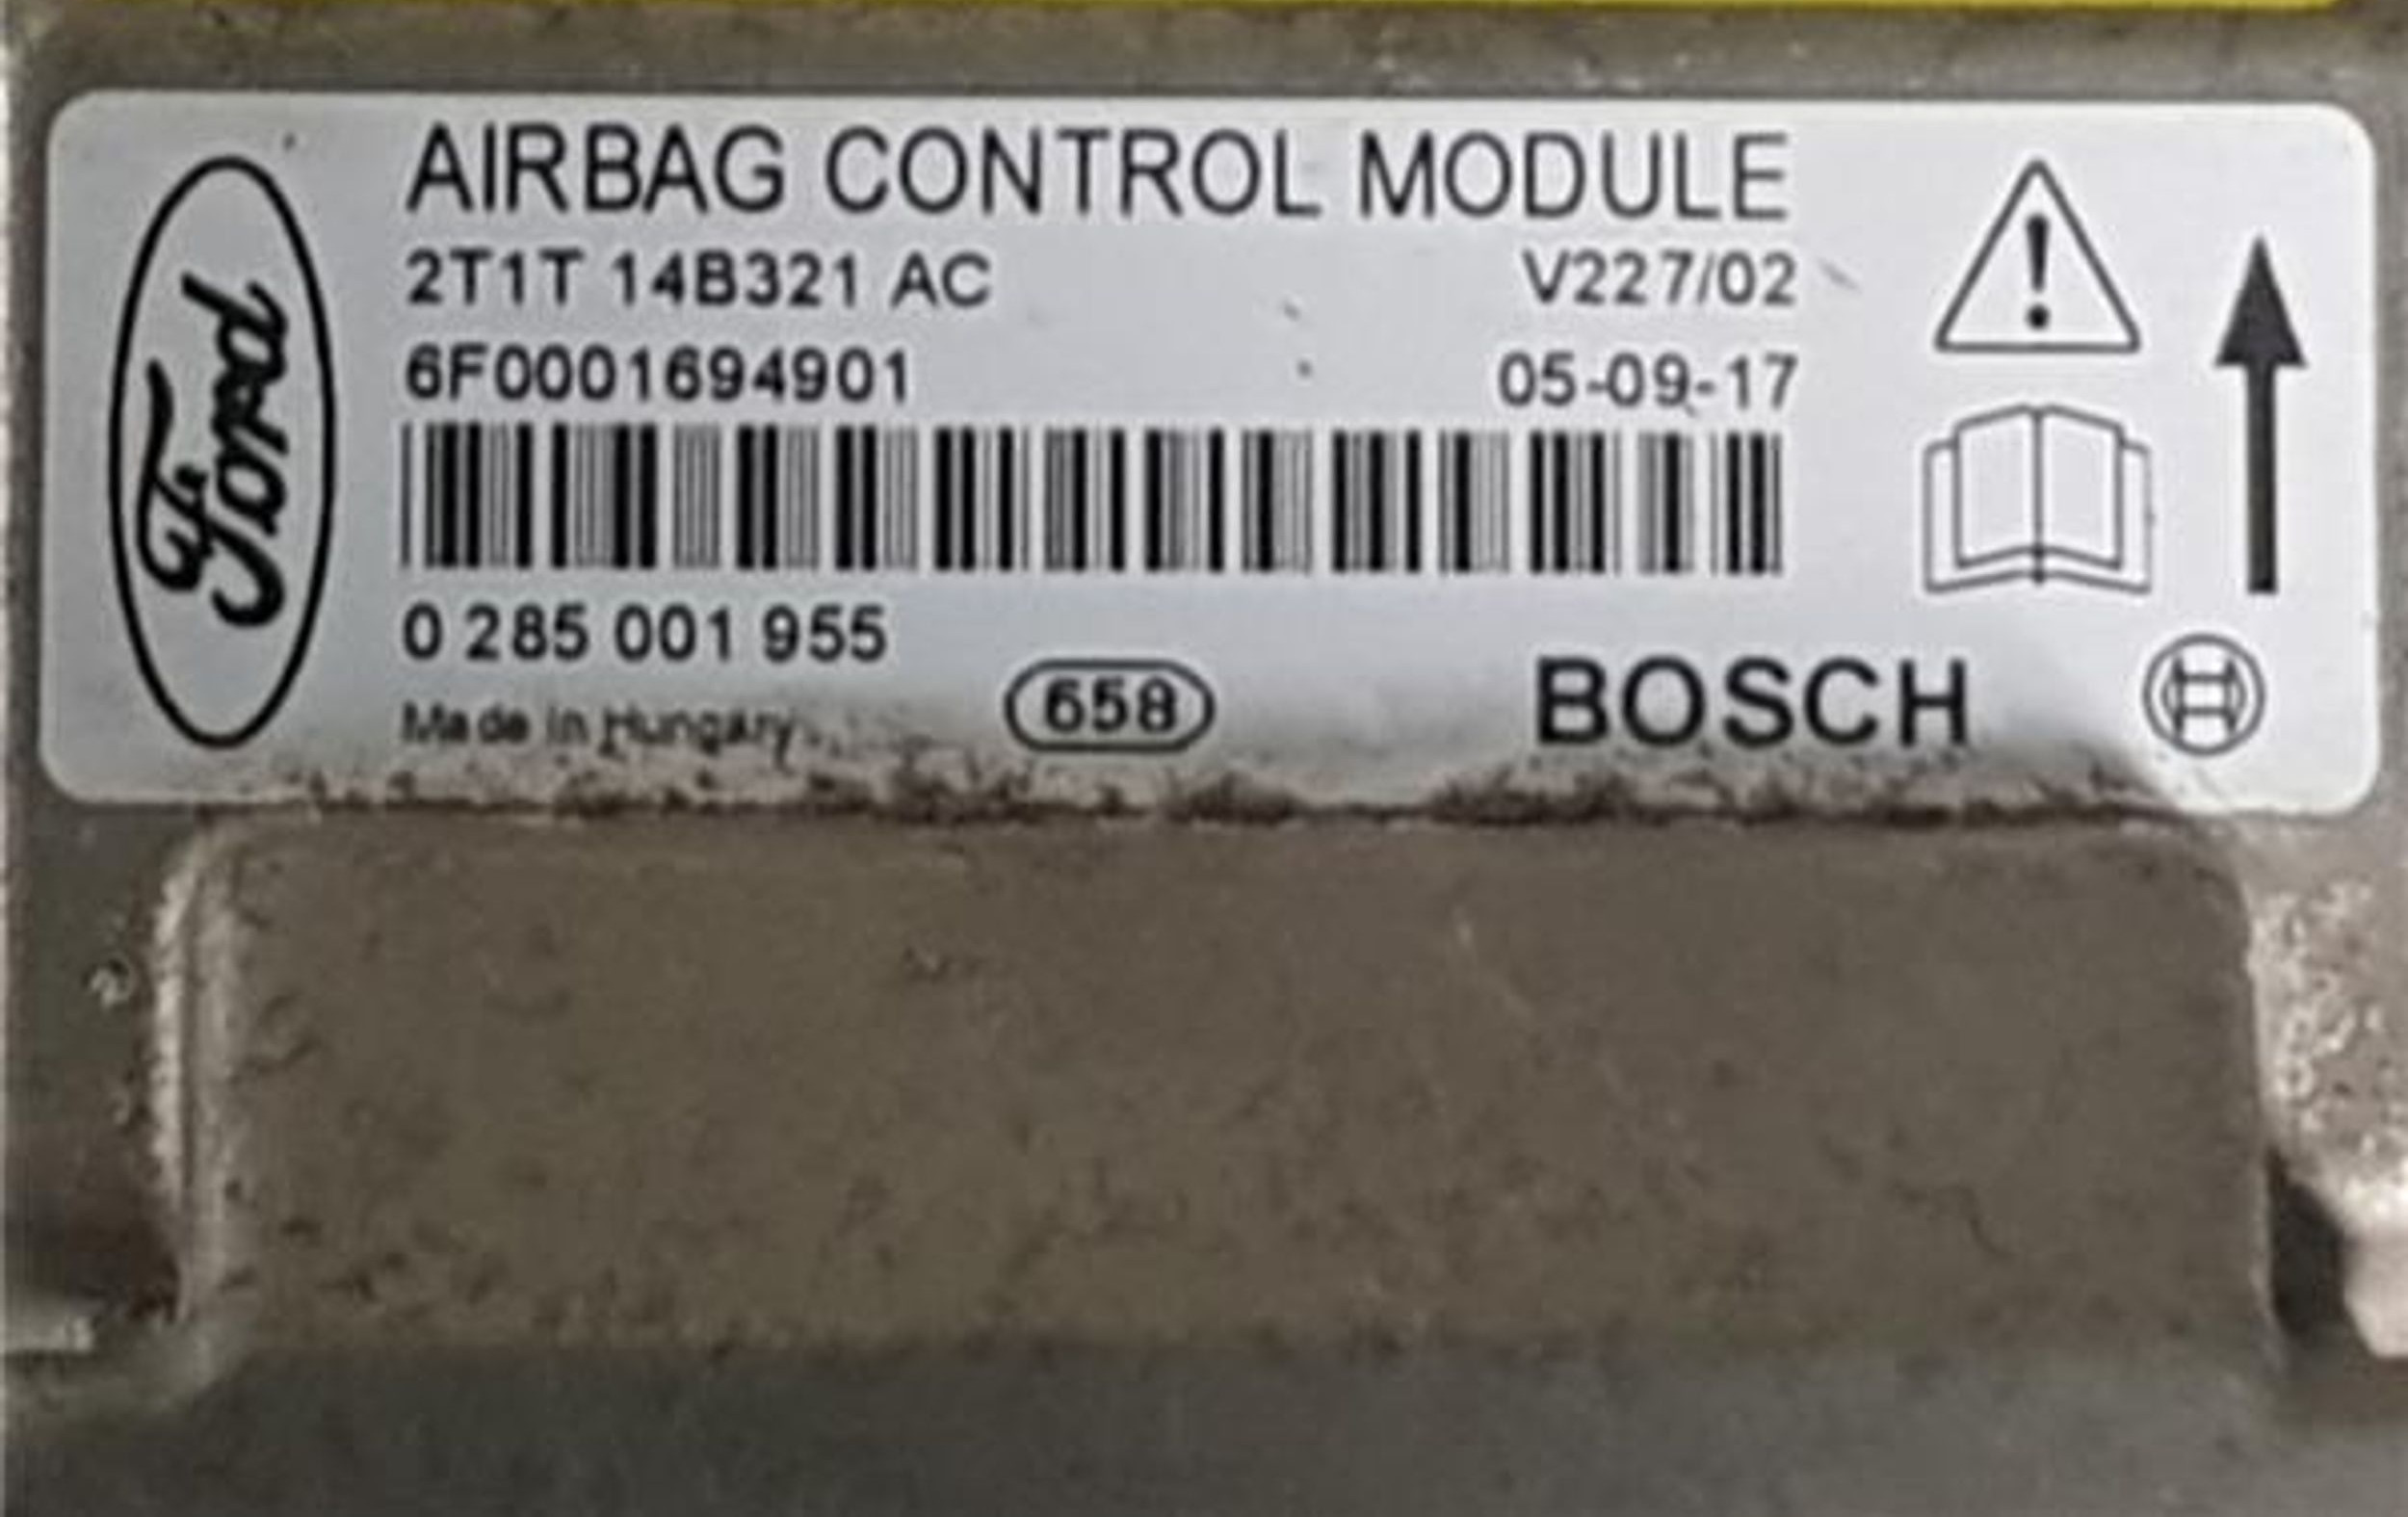 Ford
AIRBAG CONTROL MODULE
2T1T 14B321 AC V227/02
6F0001694901 05-09-17
0 285 001 955
Made in Hungary 658 BOSCH